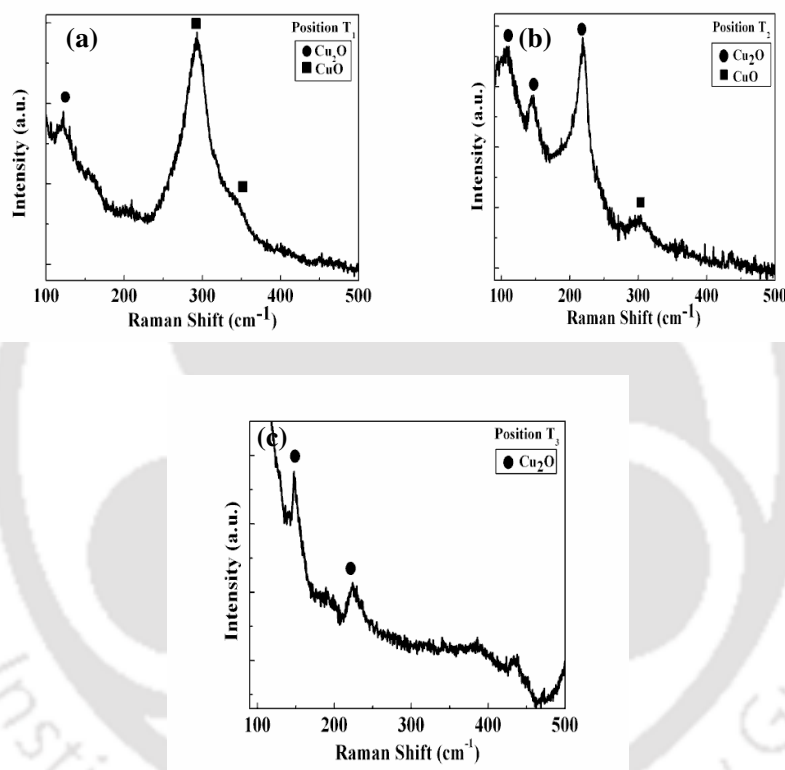 (a)
Position T1
● Cu2O
■ CuO
Intensity (a.u.)
100 200 300 400 500
Raman Shift (cm-1)
(b)
Position T2
● Cu2O
■ CuO
Intensity (a.u.)
100 200 300 400 500
Raman Shift (cm-1)
(c)
Position T3
● Cu2O
Intensity (a.u.)
100 200 300 400 500
Raman Shift (cm-1)